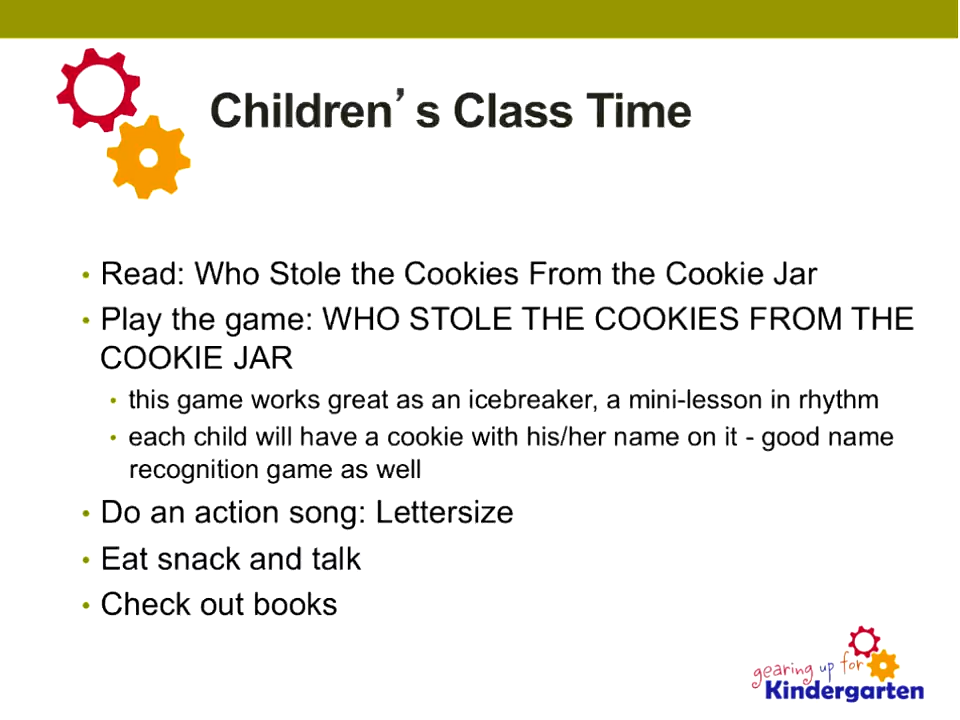 Children's Class Time
• Read: Who Stole the Cookies From the Cookie Jar
• Play the game: WHO STOLE THE COOKIES FROM THE
COOKIE JAR
• this game works great as an icebreaker, a mini-lesson in rhythm
• each child will have a cookie with his/her name on it - good name
recognition game as well
• Do an action song: Lettersize
• Eat snack and talk
• Check out books
gearing up for
Kindergarten